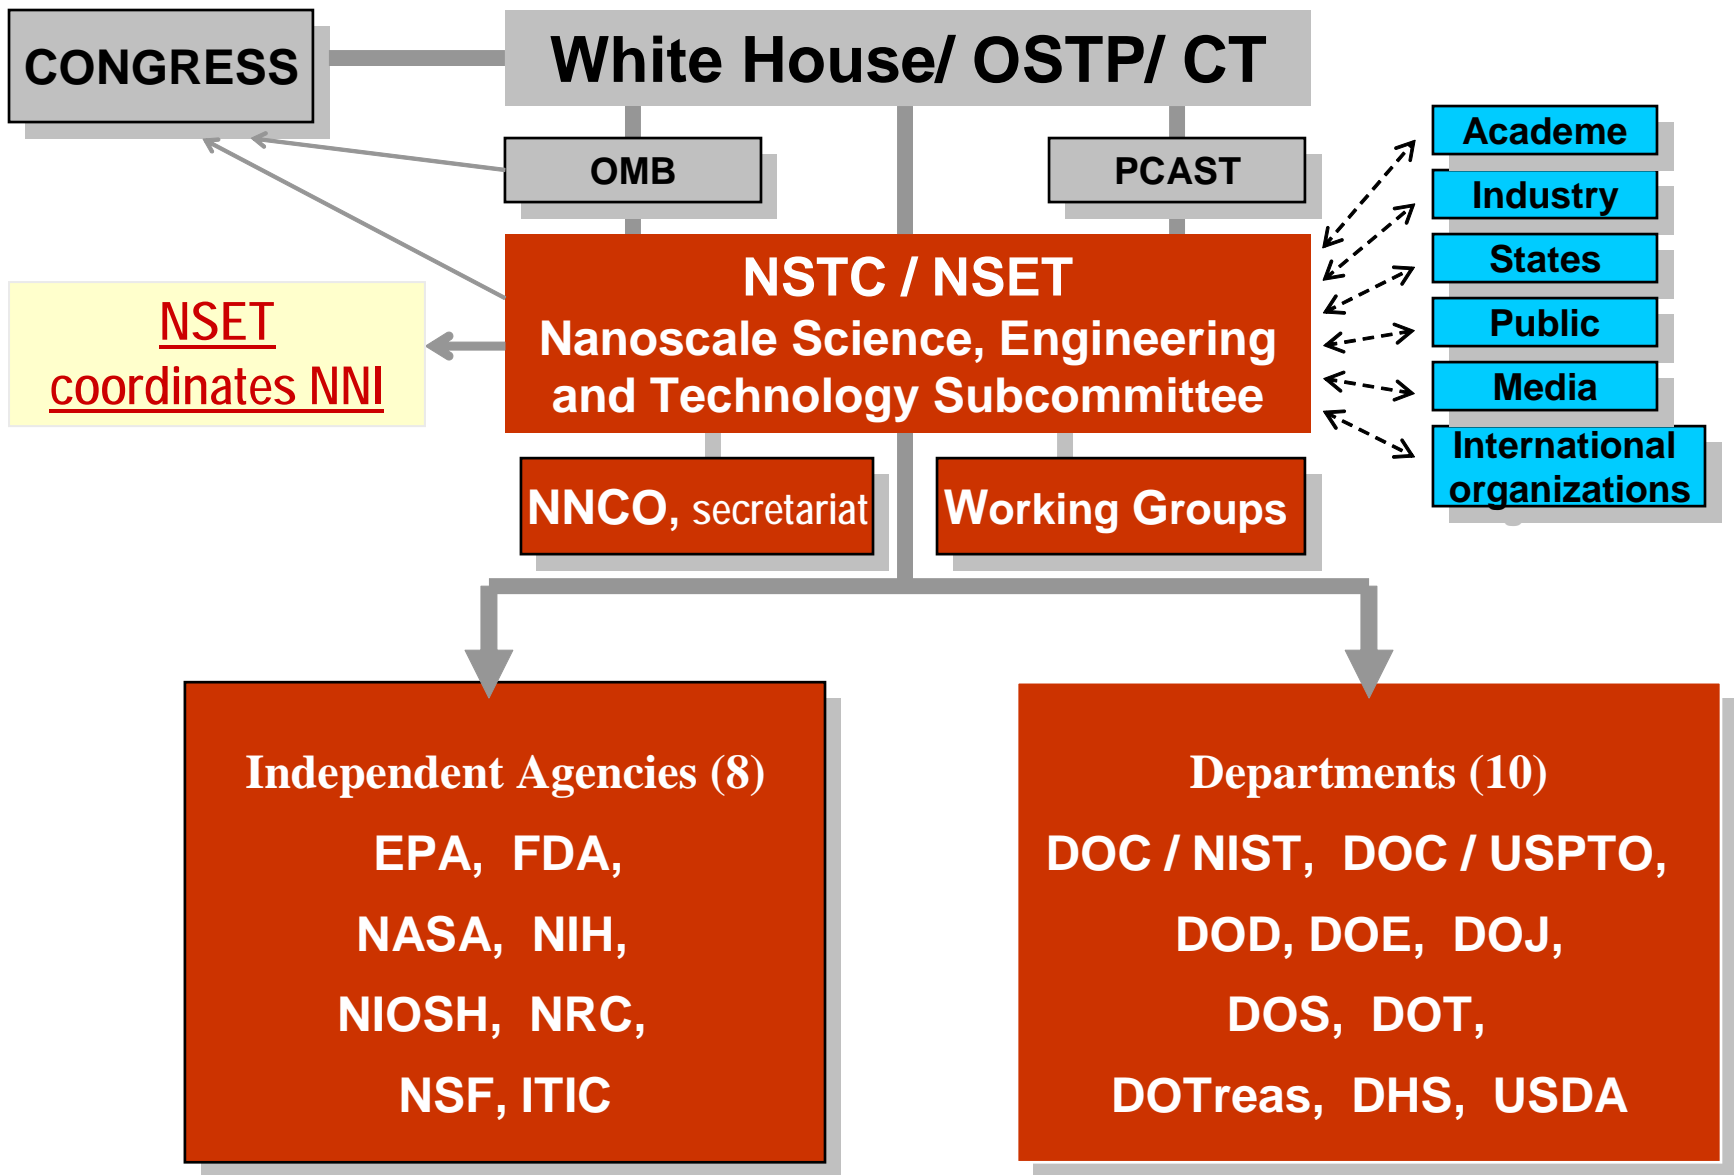 CONGRESS
White House/ OSTP/ CT
OMB
PCAST
Academe
Industry
States
Public
Media
International
organizations
NSTC / NSET
Nanoscale Science, Engineering
and Technology Subcommittee
NSET
coordinates NNI
NNCO, secretariat
Working Groups
Independent Agencies (8)
EPA, FDA,
NASA, NIH,
NIOSH, NRC,
NSF, ITIC
Departments (10)
DOC / NIST, DOC / USPTO,
DOD, DOE, DOJ,
DOS, DOT,
DOTreas, DHS, USDA